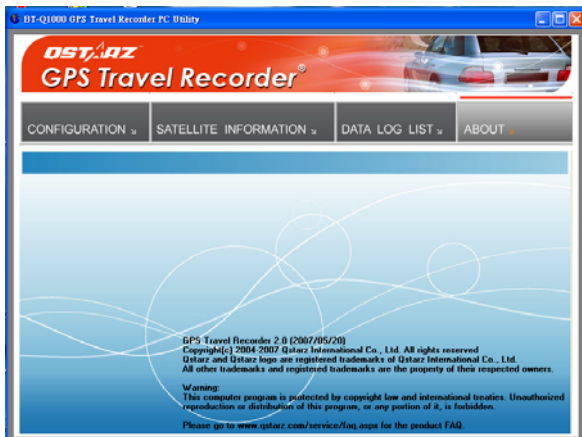 BT-Q1000 GPS Travel Recorder PC Utility
QSTARZ
GPS Travel Recorder®
CONFIGURATION
SATELLITE INFORMATION
DATA LOG LIST
ABOUT
GPS Travel Recorder 2.0 (2007/05/20)
Copyright(c) 2004-2007 Qstarz International Co., Ltd. All rights reserved
Qstarz and Qstarz logo are registered trademarks of Qstarz International Co., Ltd.
All other trademarks and registered trademarks are the property of their respected owners.
Warning:
This computer program is protected by copyright law and international treaties. Unauthorized
reproduction or distribution of this program, or any portion of it, is forbidden.
Please go to www.qstarz.com/service/faq.aspx for the product FAQ.